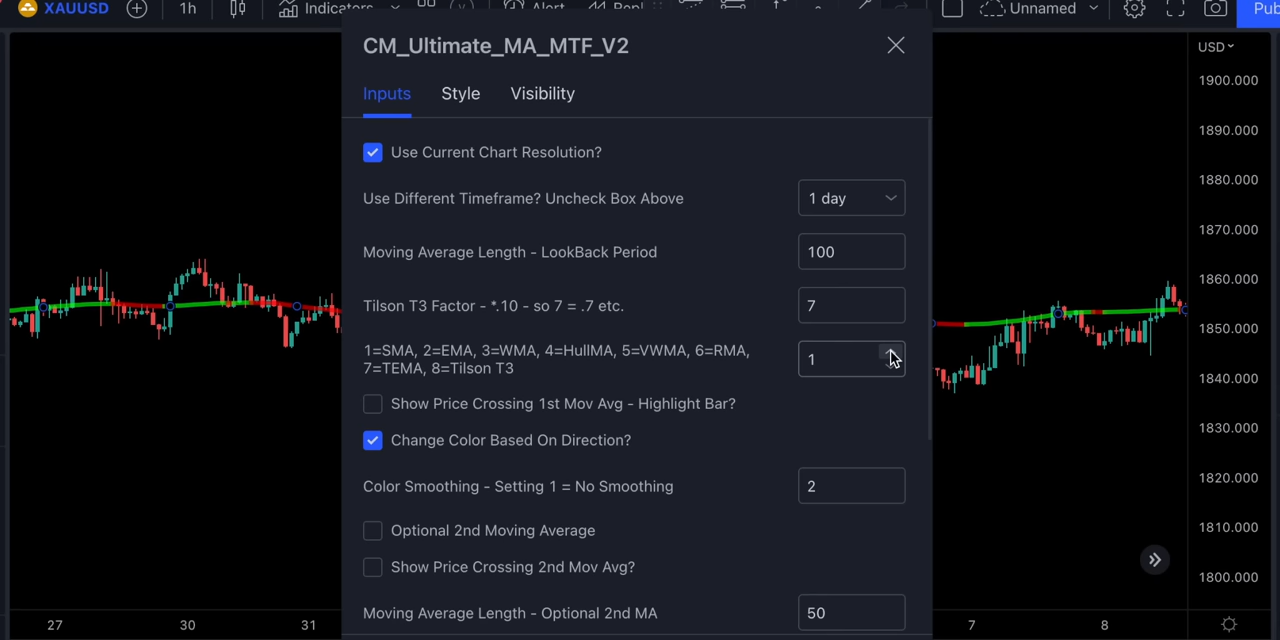 XAUUSD 1h Indicators Alert Unnamed Pub
CM_Ultimate_MA_MTF_V2
USD
Inputs Style Visibility
1900.000
1890.000
1880.000
1870.000
1860.000
1850.000
1840.000
1830.000
1820.000
1810.000
1800.000
Use Current Chart Resolution?
Use Different Timeframe? Uncheck Box Above 1 day
Moving Average Length - LookBack Period 100
Tilson T3 Factor - *.10 - so 7 = .7 etc. 7
1=SMA, 2=EMA, 3=WMA, 4=HullMA, 5=VWMA, 6=RMA,
7=TEMA, 8=Tilson T3 1
Show Price Crossing 1st Mov Avg - Highlight Bar?
Change Color Based On Direction?
Color Smoothing - Setting 1 = No Smoothing 2
Optional 2nd Moving Average
Show Price Crossing 2nd Mov Avg?
Moving Average Length - Optional 2nd MA 50
27 30 31 7 8